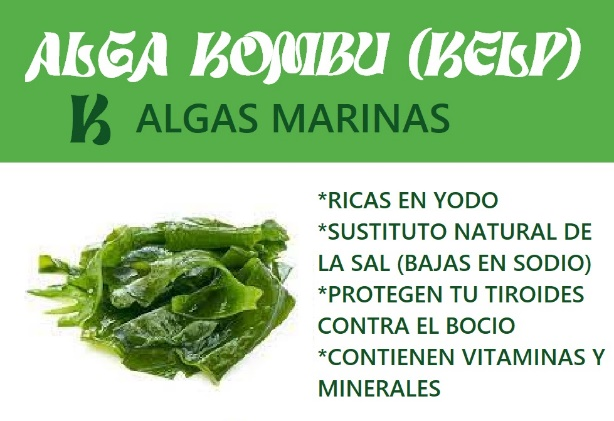 ALGA KOMBU (KELP)
K ALGAS MARINAS
*RICAS EN YODO
*SUSTITUTO NATURAL DE
LA SAL (BAJAS EN SODIO)
*PROTEGEN TU TIROIDES
CONTRA EL BOCIO
*CONTIENEN VITAMINAS Y
MINERALES